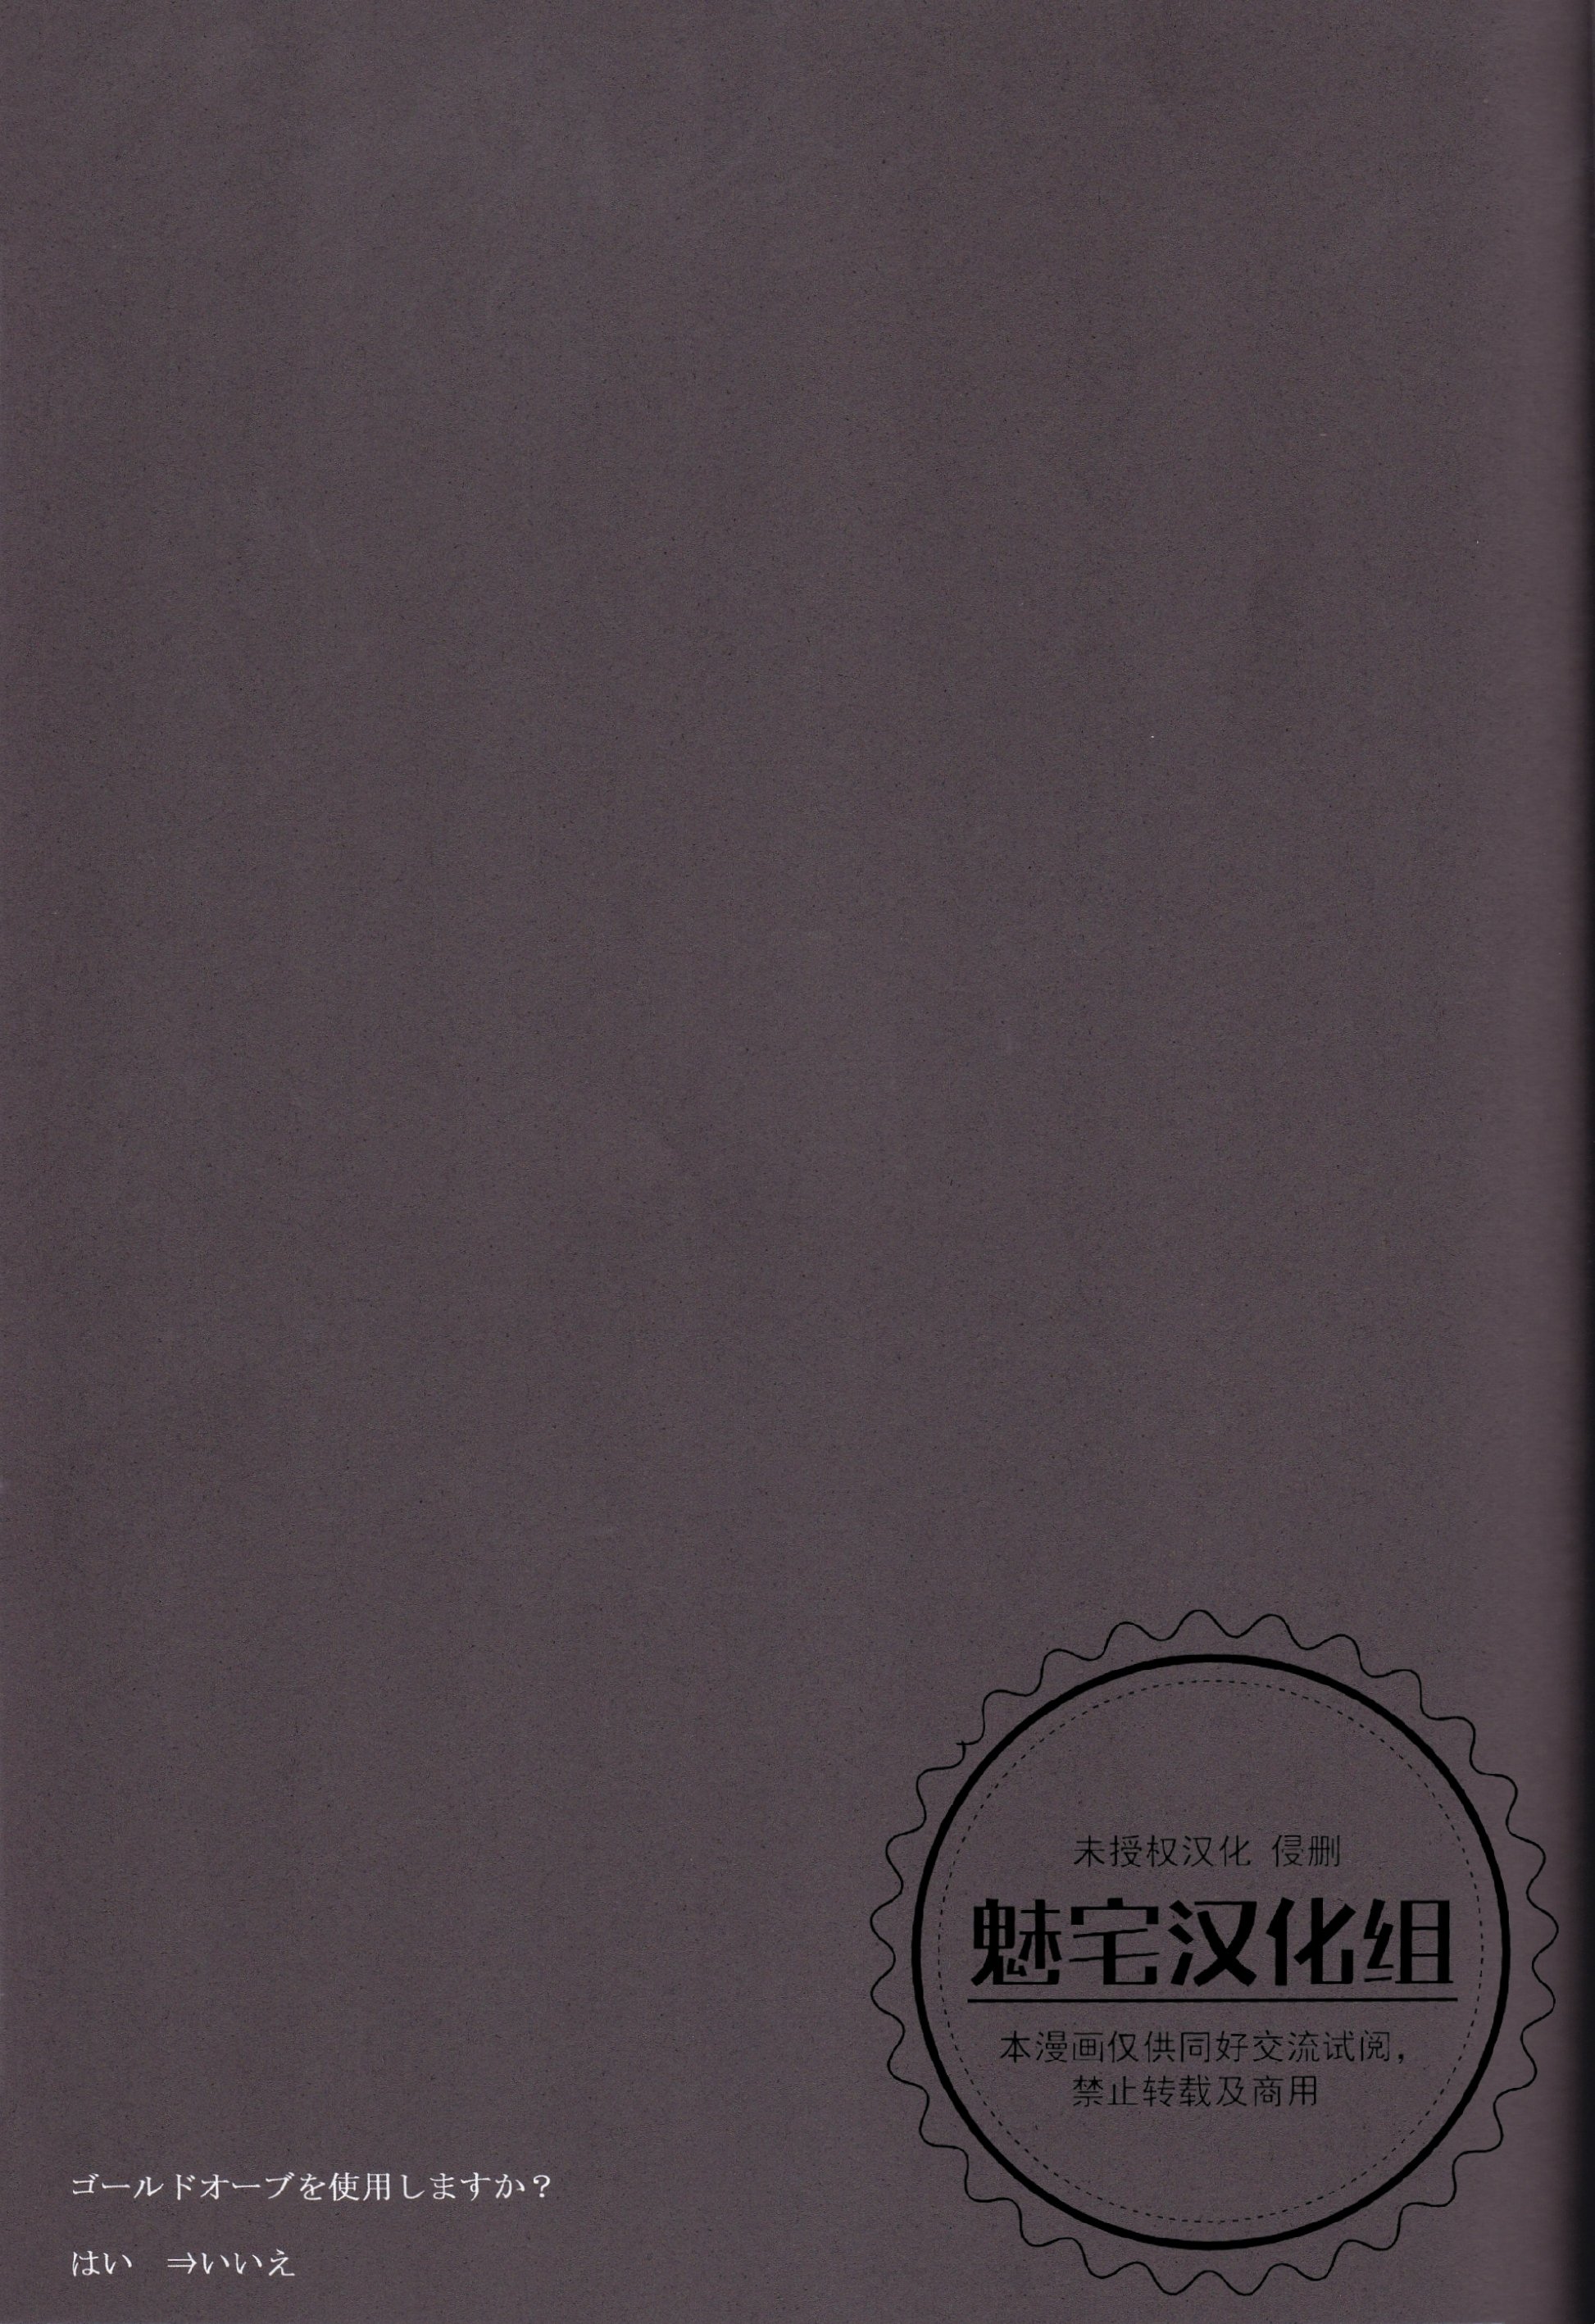 未授权汉化 侵删
魅宅汉化组
本漫画仅供同好交流试阅，
禁止转载及商用
ゴールドオーブを使用しますか？
はい　⇒いいえ